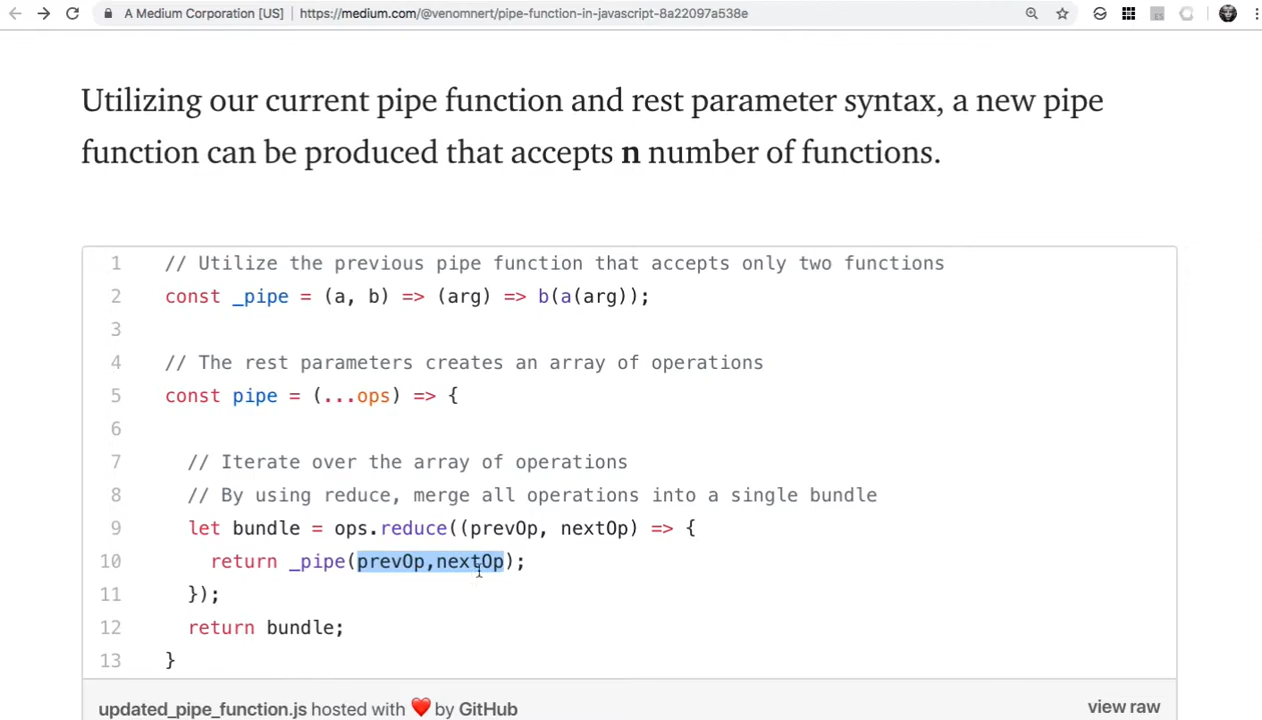 A Medium Corporation [US] https://medium.com/@venomnert/pipe-function-in-javascript-8a22097a538e
Utilizing our current pipe function and rest parameter syntax, a new pipe
function can be produced that accepts n number of functions.
1 // Utilize the previous pipe function that accepts only two functions
2 const _pipe = (a, b) => (arg) => b(a(arg));
3
4 // The rest parameters creates an array of operations
5 const pipe = (...ops) => {
6
7 // Iterate over the array of operations
8 // By using reduce, merge all operations into a single bundle
9 let bundle = ops.reduce((prevOp, nextOp) => {
10 return _pipe(prevOp,nextOp);
11 });
12 return bundle;
13 }
updated_pipe_function.js hosted with ❤ by GitHub view raw